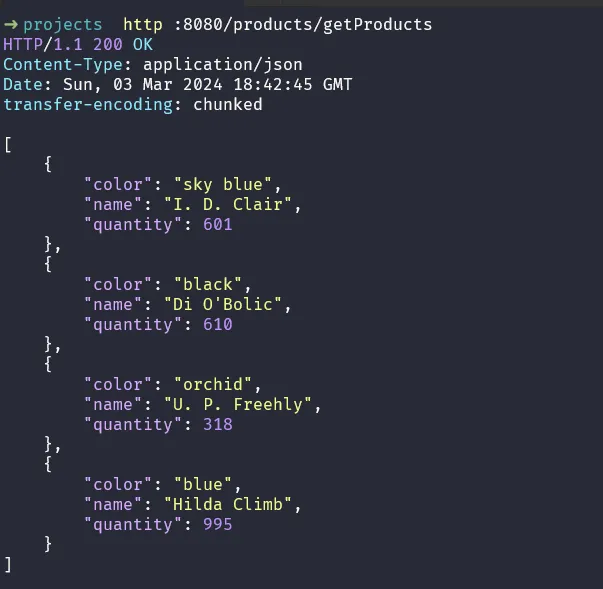 ➜ projects  http :8080/products/getProducts
HTTP/1.1 200 OK
Content-Type: application/json
Date: Sun, 03 Mar 2024 18:42:45 GMT
transfer-encoding: chunked

[
    {
        "color": "sky blue",
        "name": "I. D. Clair",
        "quantity": 601
    },
    {
        "color": "black",
        "name": "Di O'Bolic",
        "quantity": 610
    },
    {
        "color": "orchid",
        "name": "U. P. Freehly",
        "quantity": 318
    },
    {
        "color": "blue",
        "name": "Hilda Climb",
        "quantity": 995
    }
]